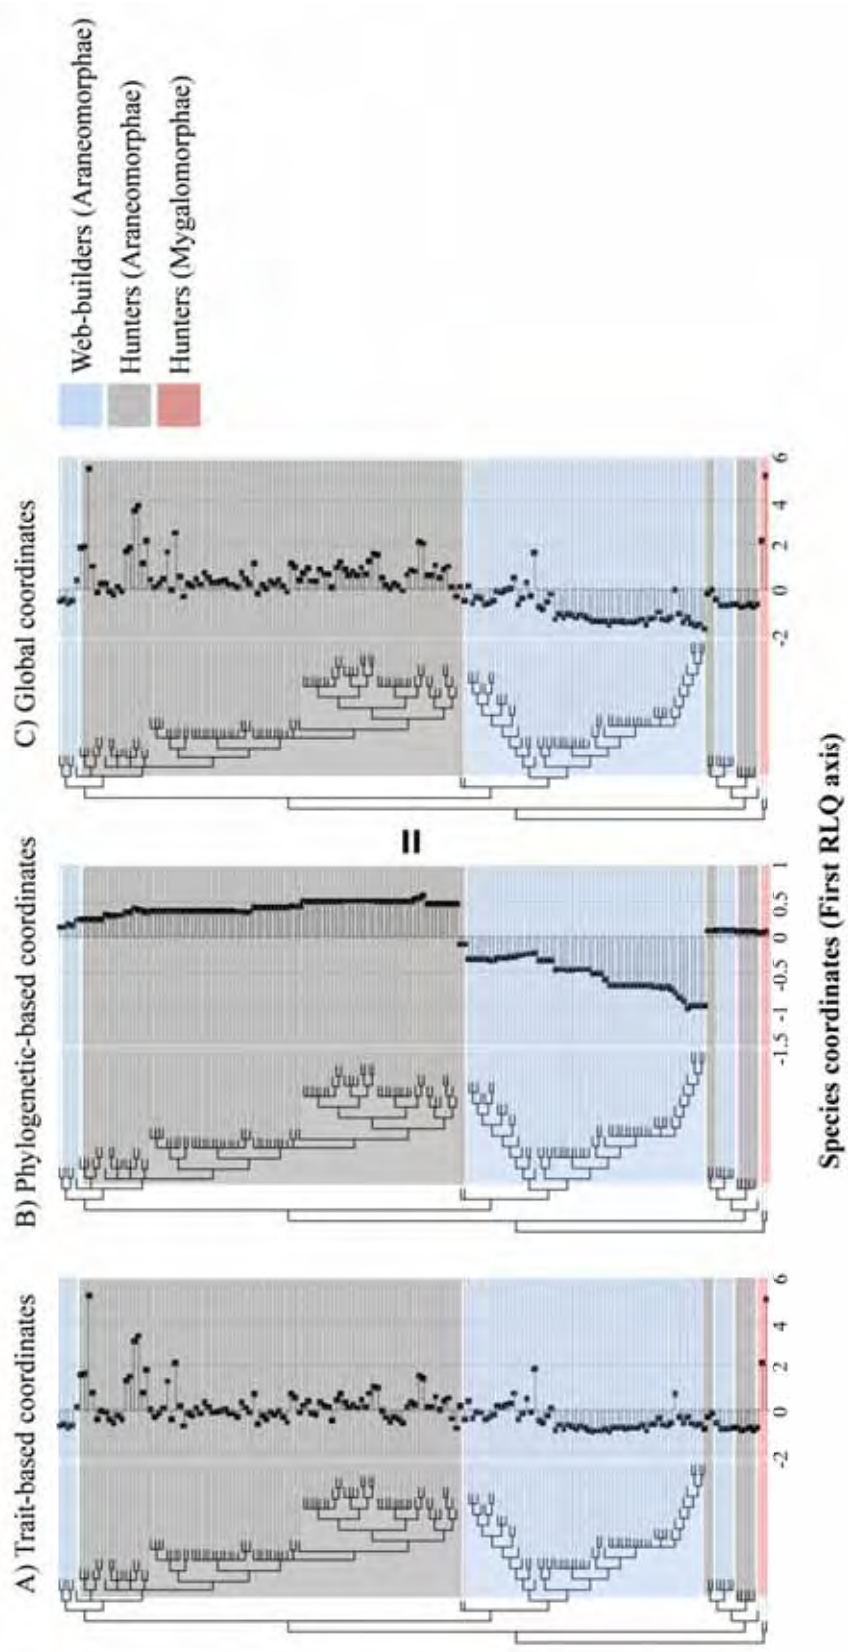 A) Trait-based coordinates
-2 0 2 4 6
B) Phylogenetic-based coordinates
-1.5 -1 -0.5 0 0.5 1
=
C) Global coordinates
-2 0 2 4 6
Species coordinates (First RLQ axis)
Web-builders (Araneomorphae)
Hunters (Araneomorphae)
Hunters (Mygalomorphae)